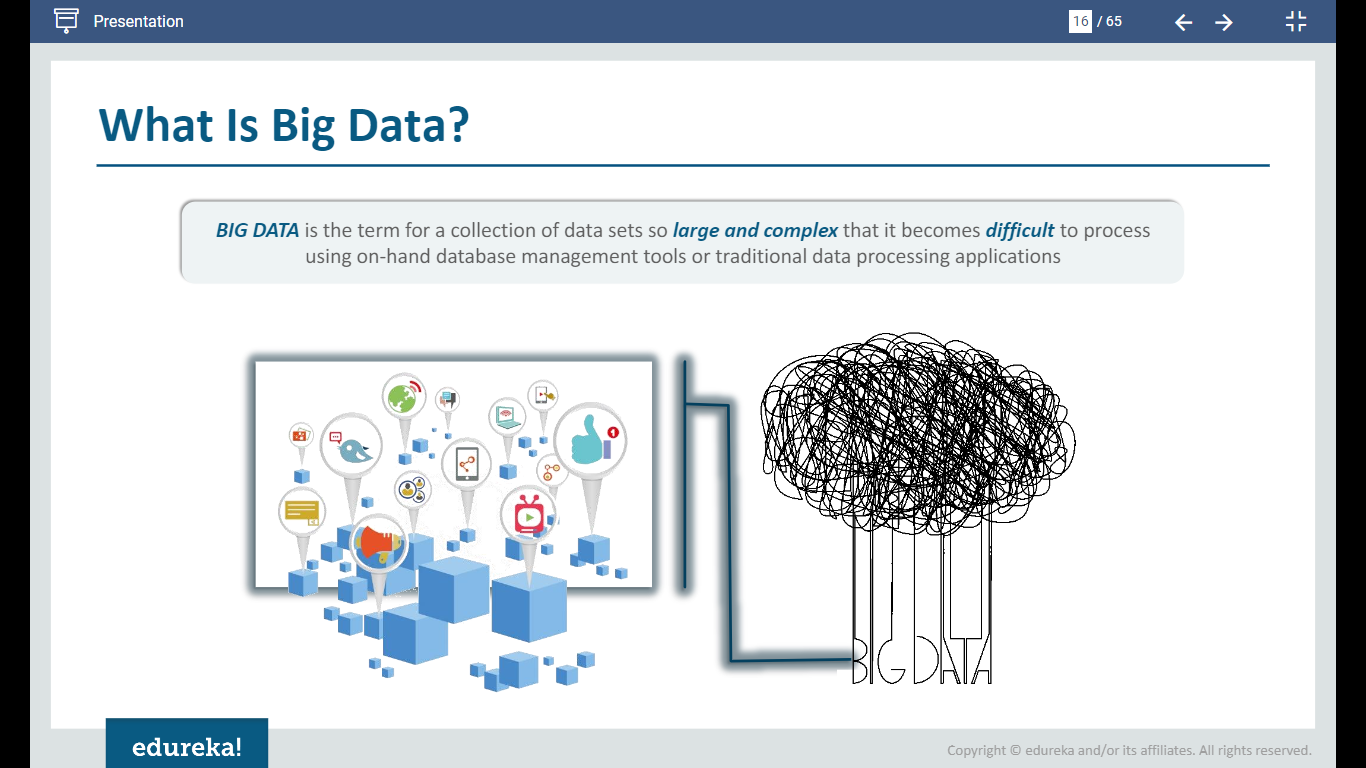 Presentation
16 / 65
What Is Big Data?
BIG DATA is the term for a collection of data sets so large and complex that it becomes difficult to process
using on-hand database management tools or traditional data processing applications
BIGDATA
edureka!
Copyright © edureka and/or its affiliates. All rights reserved.